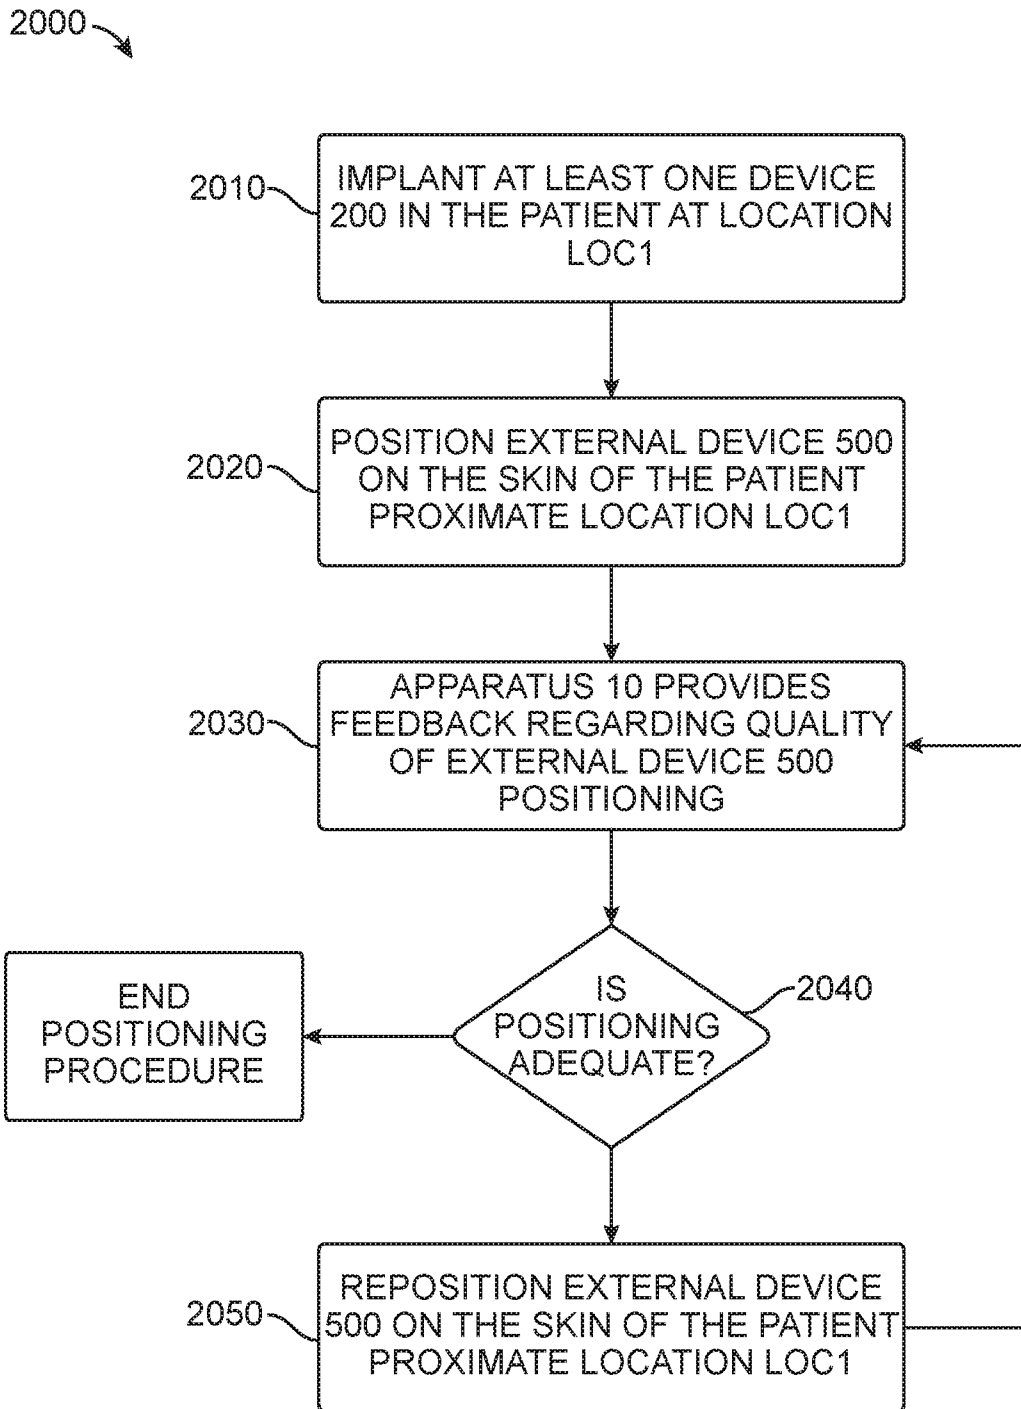 2000
2010
IMPLANT AT LEAST ONE DEVICE
200 IN THE PATIENT AT LOCATION
LOC1
2020
POSITION EXTERNAL DEVICE 500
ON THE SKIN OF THE PATIENT
PROXIMATE LOCATION LOC1
2030
APPARATUS 10 PROVIDES
FEEDBACK REGARDING QUALITY
OF EXTERNAL DEVICE 500
POSITIONING
END
POSITIONING
PROCEDURE
IS
POSITIONING
ADEQUATE?
2040
2050
REPOSITION EXTERNAL DEVICE
500 ON THE SKIN OF THE PATIENT
PROXIMATE LOCATION LOC1